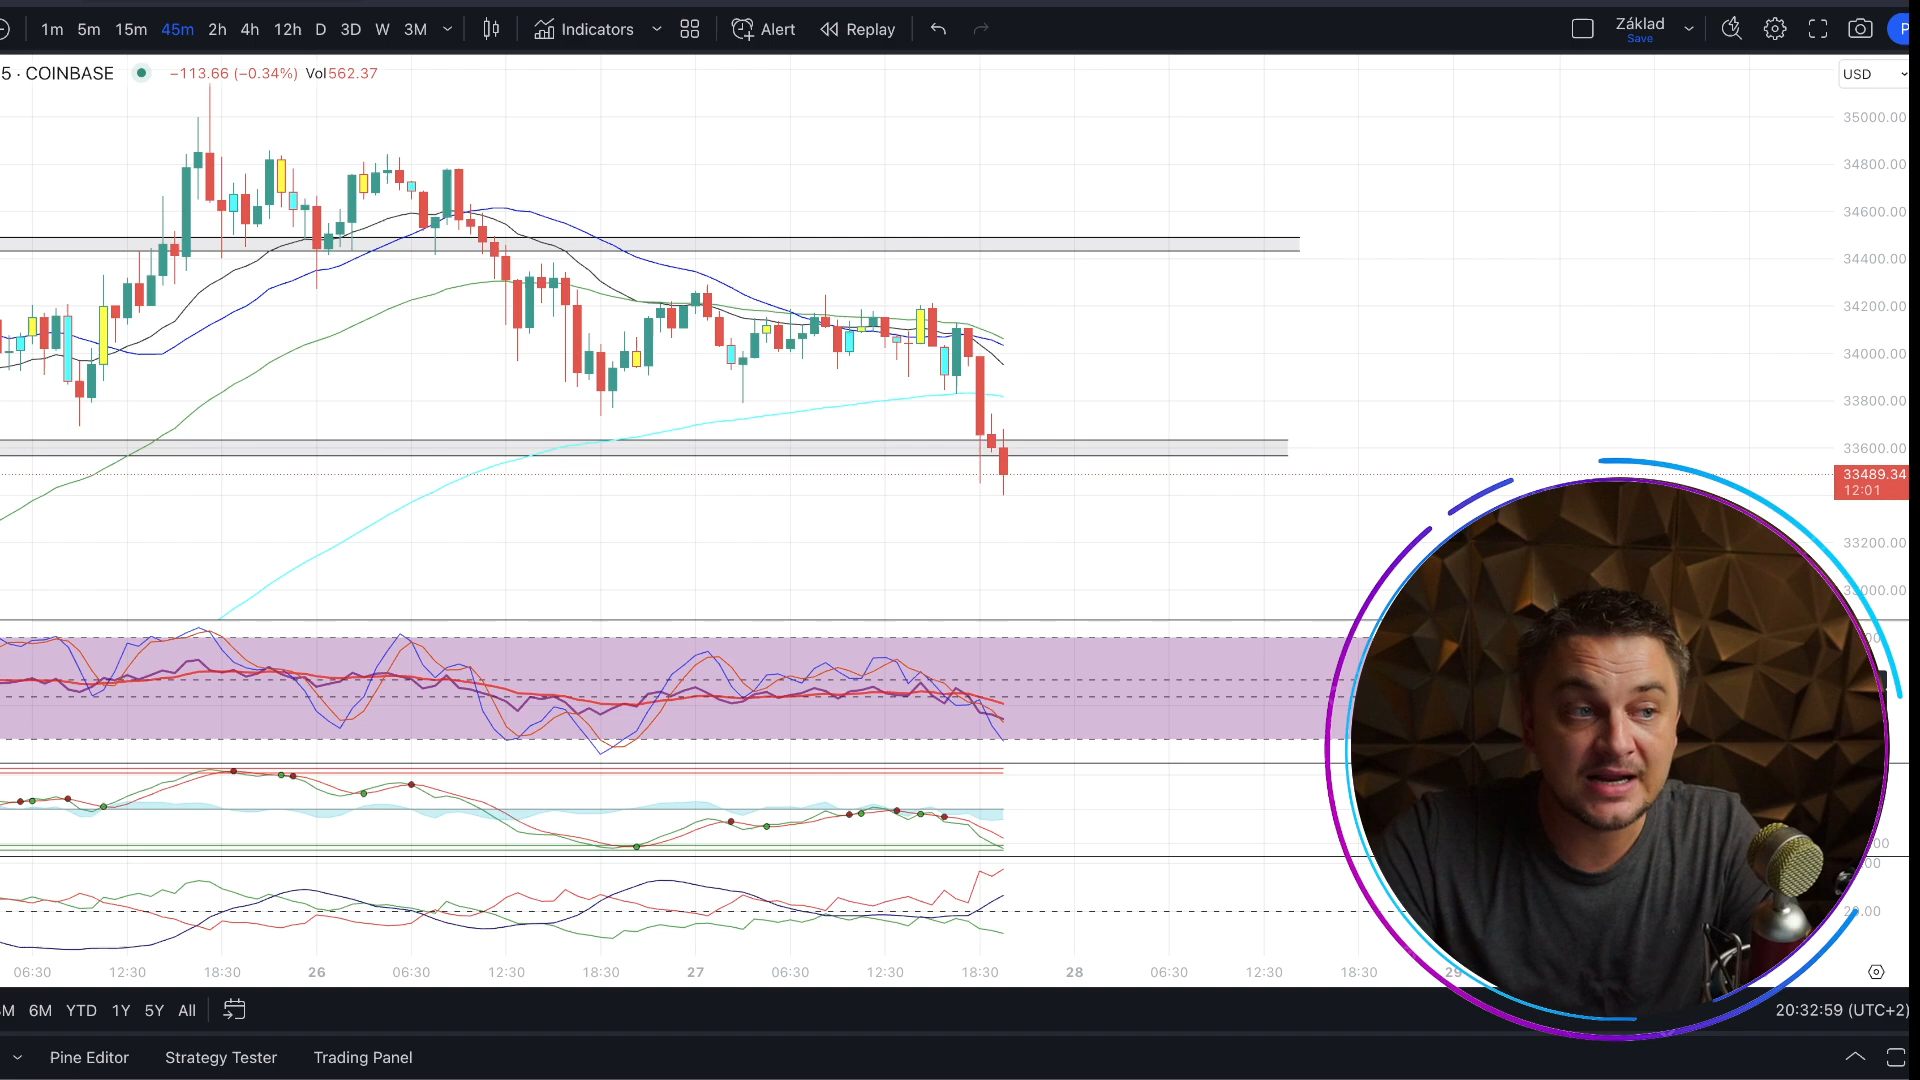 1m 5m 15m 45m 2h 4h 12h D 3D W 3M Indicators Alert Replay Základ
Save
5 · COINBASE −113.66 (−0.34%) Vol562.37
USD
35000.00
34800.00
34600.00
34400.00
34200.00
34000.00
33800.00
33600.00
33489.34
12:01
33200.00
06:30 12:30 18:30 26 06:30 12:30 18:30 27 06:30 12:30 18:30 28 06:30 12:30 18:30
6M YTD 1Y 5Y All 20:32:59 (UTC+2)
Pine Editor Strategy Tester Trading Panel